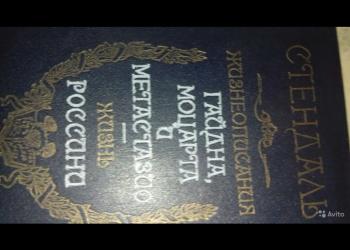 СТЕНДАЛЬ
ЖИЗНЕОПИСАНИЯ
ГАЙДНА,
МОЦАРТА
И
МЕТАСТАЗИО
ЖИЗНЬ
РОССИНИ
Avito